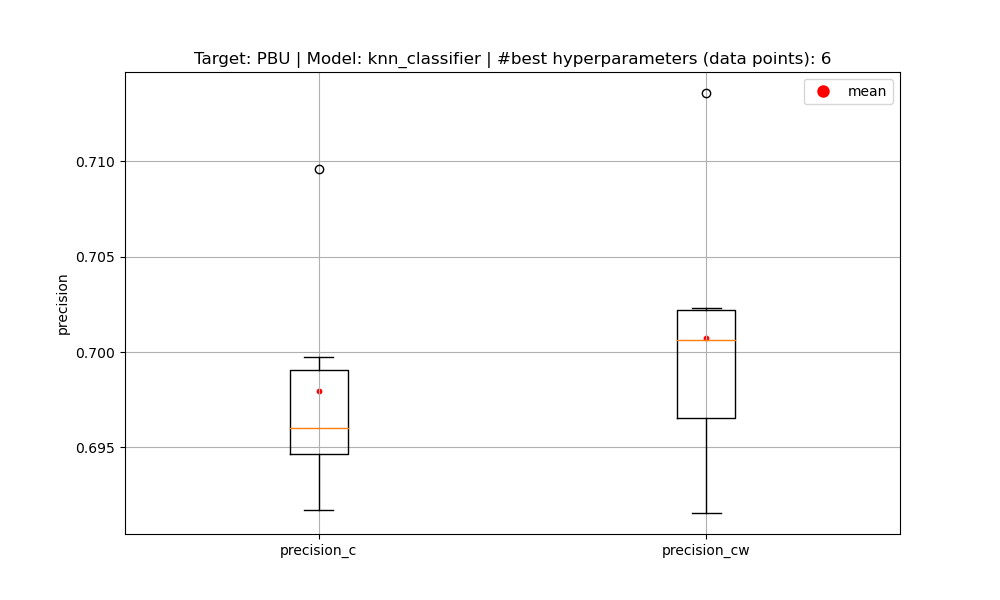 Target: PBU | Model: knn_classifier | #best hyperparameters (data points): 6
mean
0.710
0.705
0.700
0.695
precision
precision_c
precision_cw